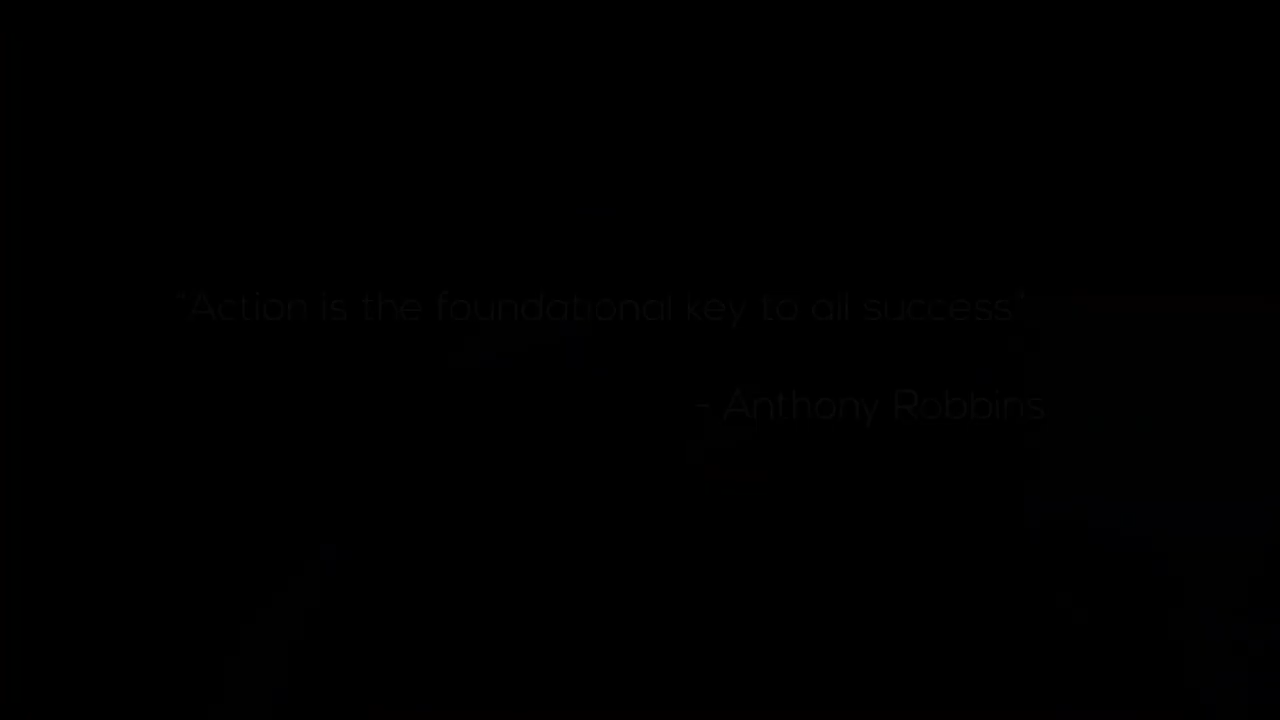 "Action is the foundational key to all success"
- Anthony Robbins